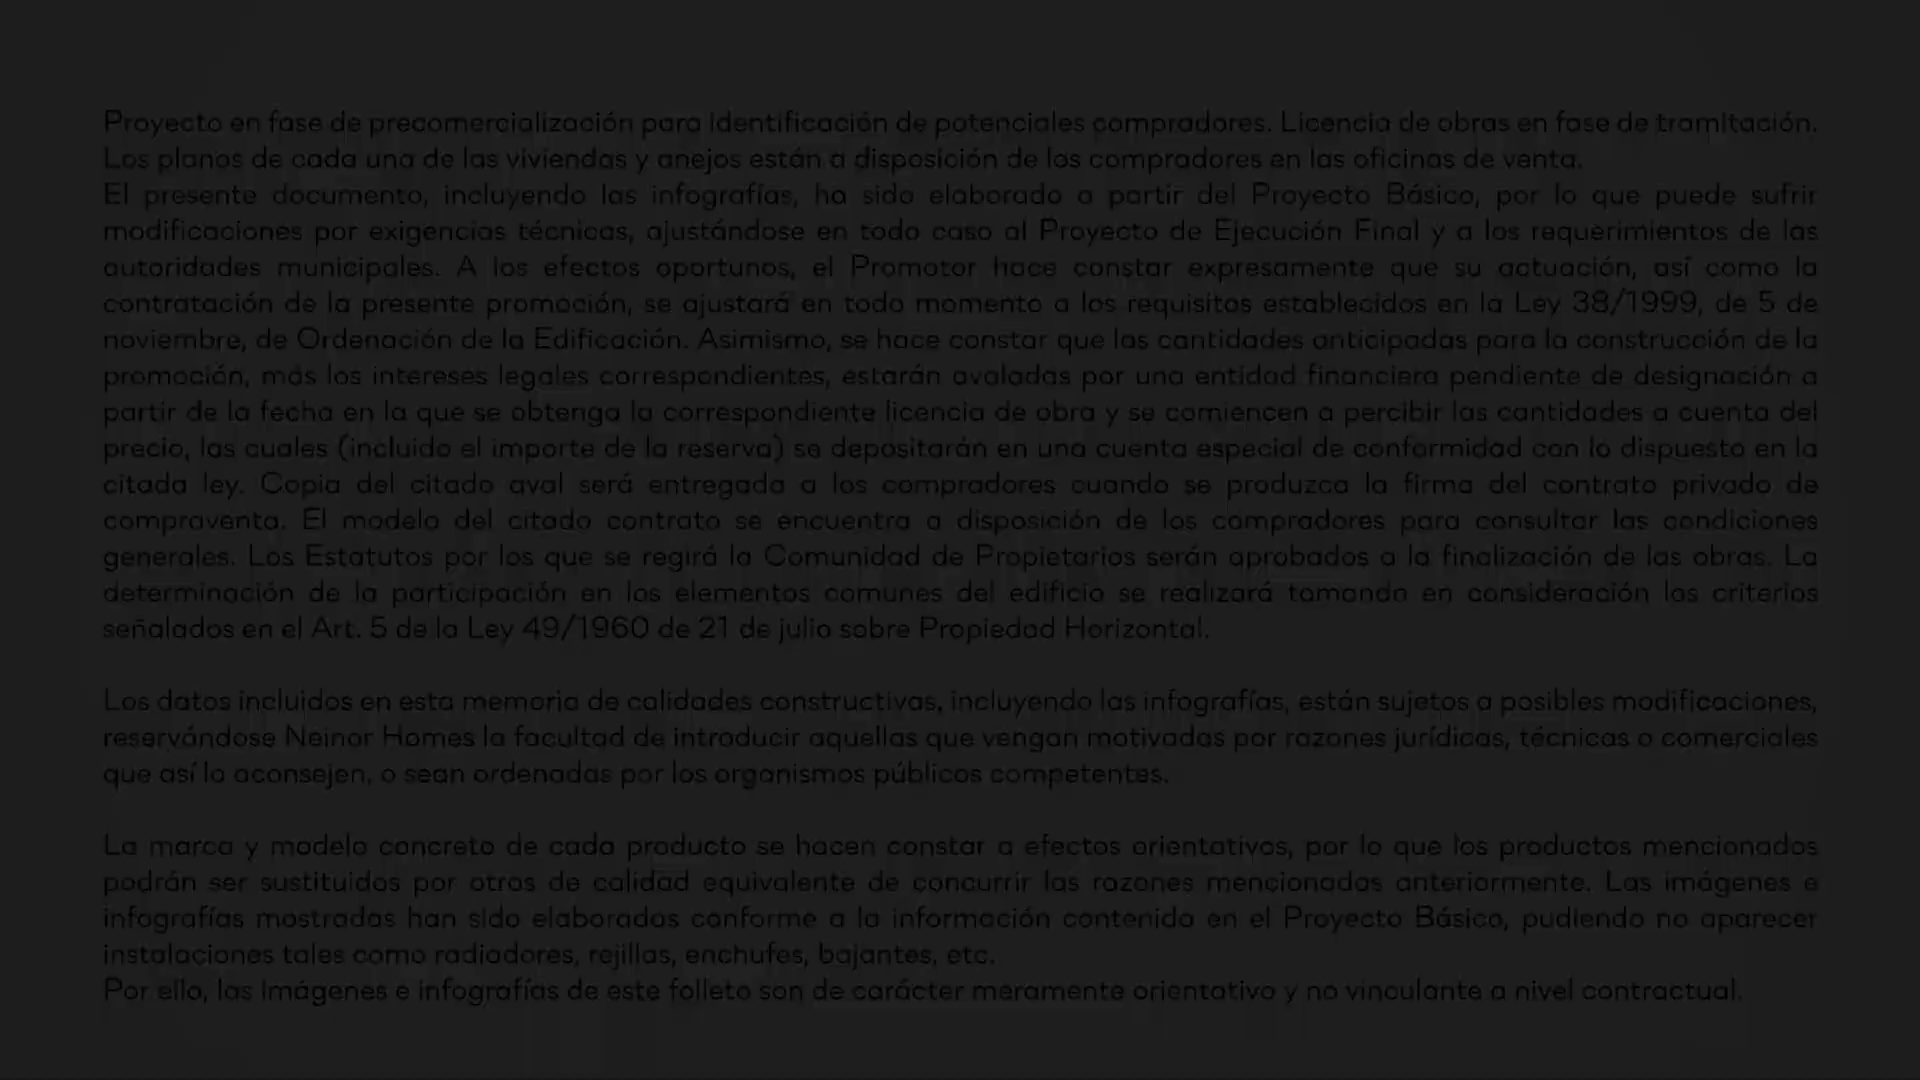 Proyecto en fase de precomercialización para identificación de potenciales compradores. Licencia de obras en fase de tramitación.
Los planos de cada una de las viviendas y anejos están a disposición de los compradores en las oficinas de venta.
El presente documento, incluyendo las infografías, ha sido elaborado a partir del Proyecto Básico, por lo que puede sufrir
modificaciones por exigencias técnicas, ajustándose en todo caso al Proyecto de Ejecución Final y a los requerimientos de las
autoridades municipales. A los efectos oportunos, el Promotor hace constar expresamente que su actuación, así como la
contratación de la presente promoción, se ajustará en todo momento a los requisitos establecidos en la Ley 38/1999, de 5 de
noviembre, de Ordenación de la Edificación. Asimismo, se hace constar que las cantidades anticipadas para la construcción de la
promoción, más los intereses legales correspondientes, estarán avaladas por una entidad financiera pendiente de designación a
partir de la fecha en la que se obtenga la correspondiente licencia de obra y se comiencen a percibir las cantidades a cuenta del
precio, las cuales (incluido el importe de la reserva) se depositarán en una cuenta especial de conformidad con lo dispuesto en la
citada ley. Copia del citado aval será entregada a los compradores cuando se produzca la firma del contrato privado de
compraventa. El modelo del citado contrato se encuentra a disposición de los compradores para consultar las condiciones
generales. Los Estatutos por los que se regirá la Comunidad de Propietarios serán aprobados a la finalización de las obras. La
determinación de la participación en los elementos comunes del edificio se realizará tomando en consideración los criterios
señalados en el Art. 5 de la Ley 49/1960 de 21 de julio sobre Propiedad Horizontal.
Los datos incluidos en esta memoria de calidades constructivas, incluyendo las infografías, están sujetos a posibles modificaciones,
reservándose Neinor Homes la facultad de introducir aquellas que vengan motivadas por razones jurídicas, técnicas o comerciales
que así lo aconsejen, o sean ordenadas por los organismos públicos competentes.
La marca y modelo concreto de cada producto se hacen constar a efectos orientativos, por lo que los productos mencionados
podrán ser sustituidos por otros de calidad equivalente de concurrir las razones mencionadas anteriormente. Las imágenes e
infografías mostradas han sido elaboradas conforme a la información contenida en el Proyecto Básico, pudiendo no aparecer
instalaciones tales como radiadores, rejillas, enchufes, bajantes, etc.
Por ello, las imágenes e infografías de este folleto son de carácter meramente orientativo y no vinculante a nivel contractual.